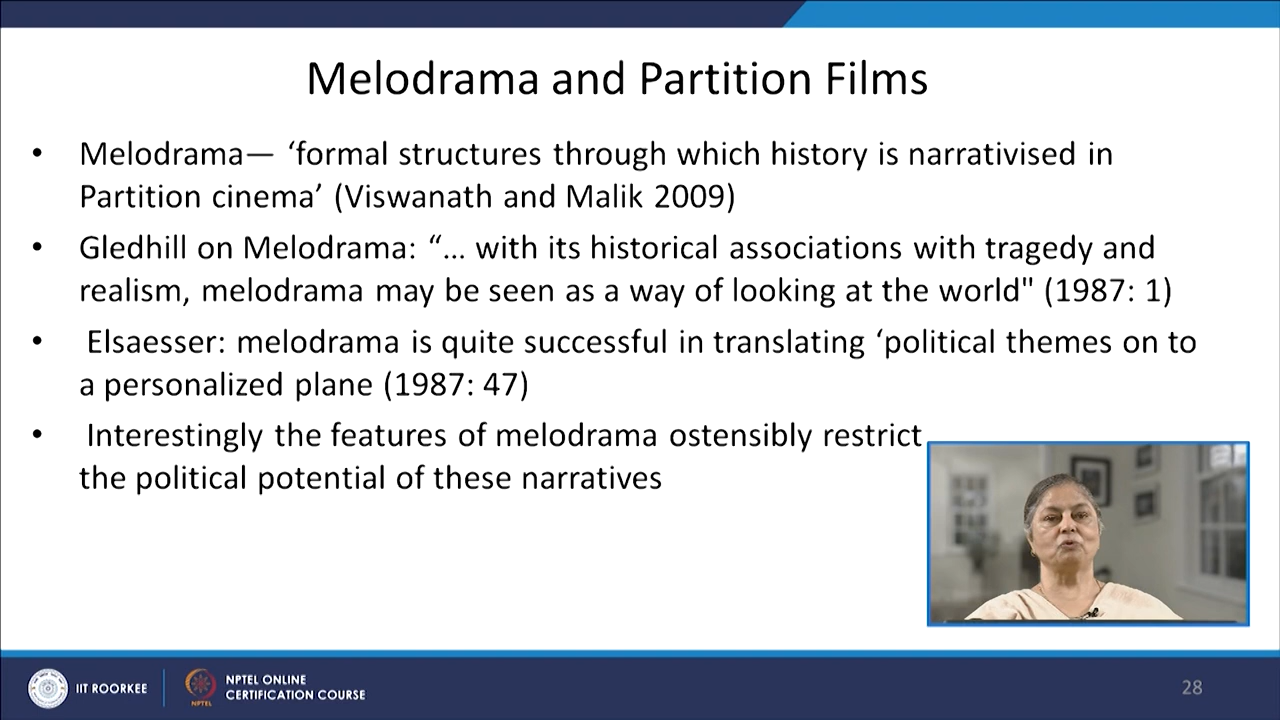 Melodrama and Partition Films
• Melodrama— ‘formal structures through which history is narrativised in
Partition cinema’ (Viswanath and Malik 2009)
• Gledhill on Melodrama: “... with its historical associations with tragedy and
realism, melodrama may be seen as a way of looking at the world" (1987: 1)
• Elsaesser: melodrama is quite successful in translating ‘political themes on to
a personalized plane (1987: 47)
• Interestingly the features of melodrama ostensibly restrict
the political potential of these narratives
IIT ROORKEE
NPTEL
NPTEL ONLINE
CERTIFICATION COURSE
28